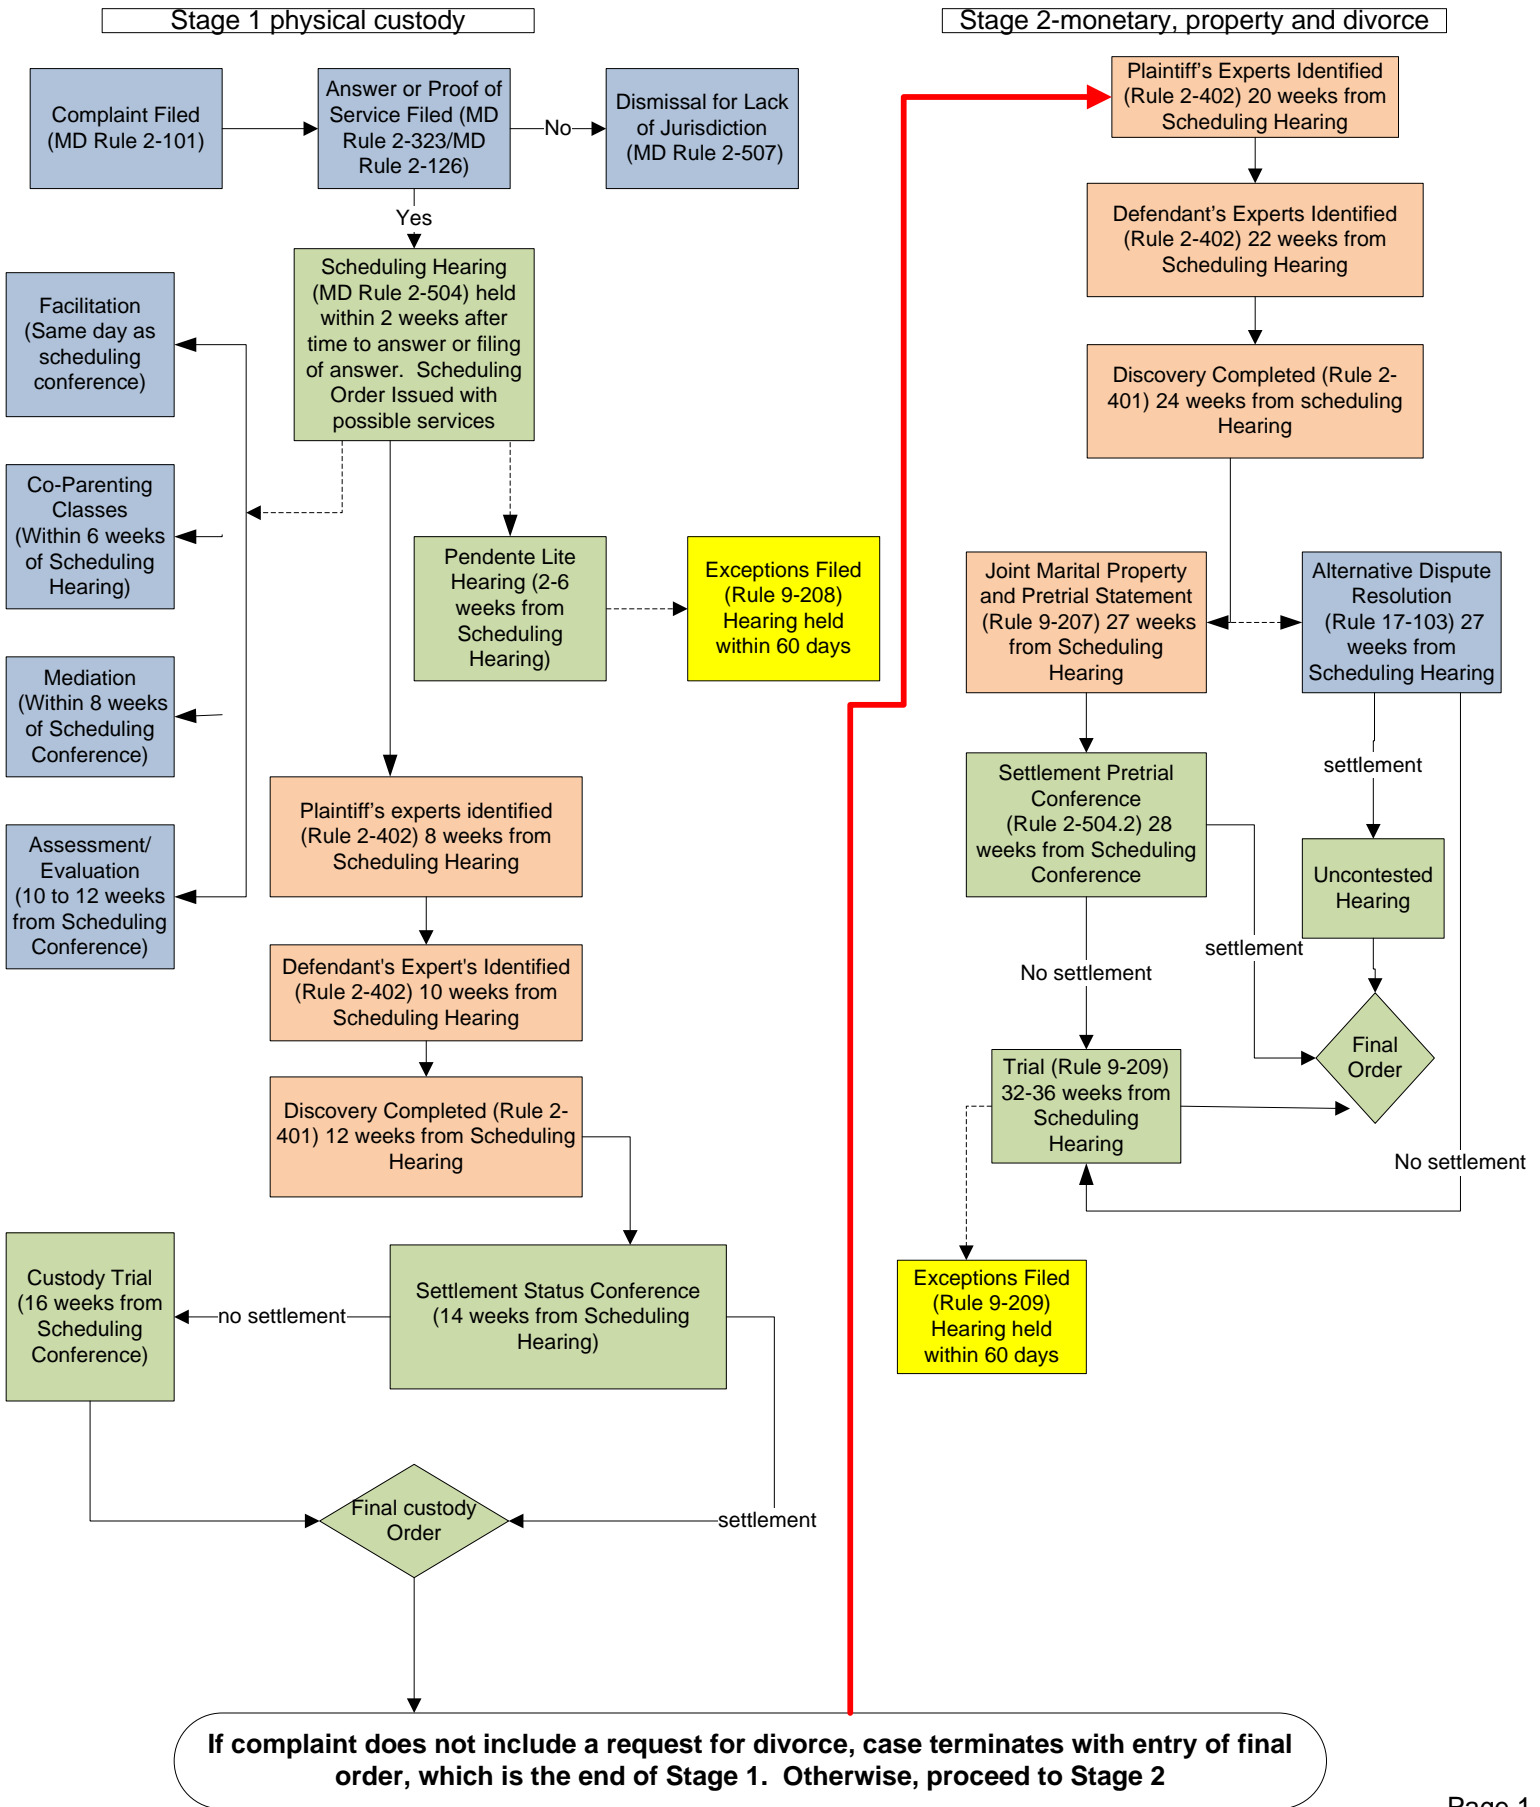 Stage 1 physical custody
Complaint Filed
(MD Rule 2-101)
Answer or Proof of
Service Filed (MD
Rule 2-323/MD
Rule 2-126)
No
Dismissal for Lack
of Jurisdiction
(MD Rule 2-507)
Yes
Scheduling Hearing
(MD Rule 2-504) held
within 2 weeks after
time to answer or filing
of answer.  Scheduling
Order Issued with
possible services
Facilitation
(Same day as
scheduling
conference)
Co-Parenting
Classes
(Within 6 weeks
of Scheduling
Hearing)
Mediation
(Within 8 weeks
of Scheduling
Conference)
Assessment/
Evaluation
(10 to 12 weeks
from Scheduling
Conference)
Pendente Lite
Hearing (2-6
weeks from
Scheduling
Hearing)
Exceptions Filed
(Rule 9-208)
Hearing held
within 60 days
Plaintiff’s experts identified
(Rule 2-402) 8 weeks from
Scheduling Hearing
Defendant's Expert's Identified
(Rule 2-402) 10 weeks from
Scheduling Hearing
Discovery Completed (Rule 2-
401) 12 weeks from Scheduling
Hearing
Settlement Status Conference
(14 weeks from Scheduling
Hearing)
no settlement
Custody Trial
(16 weeks from
Scheduling
Conference)
settlement
Final custody
Order
If complaint does not include a request for divorce, case terminates with entry of final
order, which is the end of Stage 1.  Otherwise, proceed to Stage 2
Stage 2-monetary, property and divorce
Plaintiff’s Experts Identified
(Rule 2-402) 20 weeks from
Scheduling Hearing
Defendant’s Experts Identified
(Rule 2-402) 22 weeks from
Scheduling Hearing
Discovery Completed (Rule 2-
401) 24 weeks from scheduling
Hearing
Joint Marital Property
and Pretrial Statement
(Rule 9-207) 27 weeks
from Scheduling
Hearing
Alternative Dispute
Resolution
(Rule 17-103) 27
weeks from
Scheduling Hearing
Settlement Pretrial
Conference
(Rule 2-504.2) 28
weeks from Scheduling
Conference
settlement
Uncontested
Hearing
settlement
No settlement
Final
Order
Trial (Rule 9-209)
32-36 weeks from
Scheduling
Hearing
No settlement
Exceptions Filed
(Rule 9-209)
Hearing held
within 60 days
Page 1